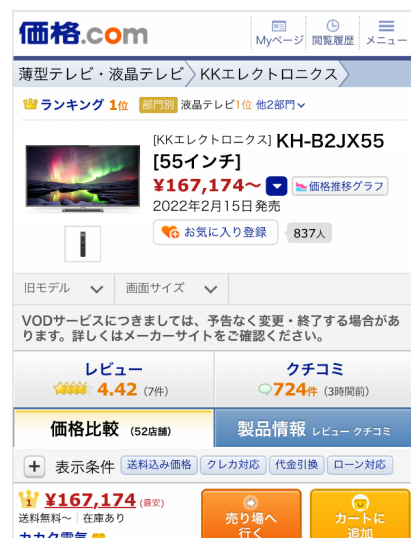 価格.com
Myページ 閲覧履歴 メニュー
薄型テレビ・液晶テレビ KKエレクトロニクス
ランキング 1位 部門別 液晶テレビ1位 他2部門
[KKエレクトロニクス] KH-B2JX55
[55インチ]
¥167,174～ 価格推移グラフ
2022年2月15日発売
お気に入り登録 837人
旧モデル 画面サイズ
VODサービスにつきましては、予告なく変更・終了する場合があ
ります。詳しくはメーカーサイトをご確認ください。
レビュー クチコミ
4.42 (7件) 724件 (3時間前)
価格比較 (52店舗) 製品情報 レビュー クチコミ
+ 表示条件 送料込み価格 クレカ対応 代金引換 ローン対応
1 ¥167,174 (最安)
送料無料～ 在庫あり
売り場へ カートに
行く 追加
カカク電気